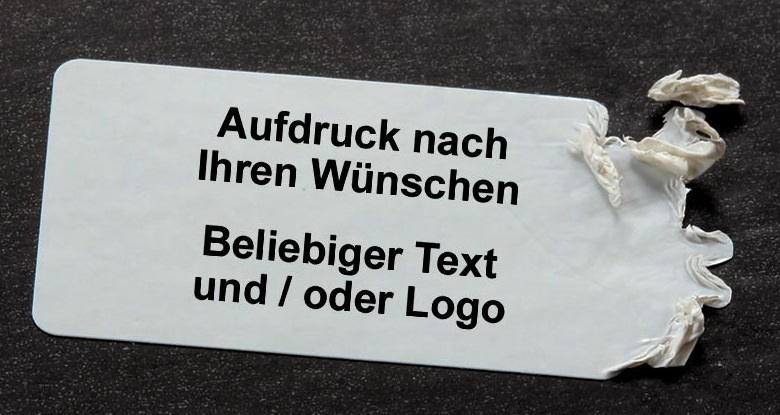 Aufdruck nach
Ihren Wünschen
Beliebiger Text
und / oder Logo